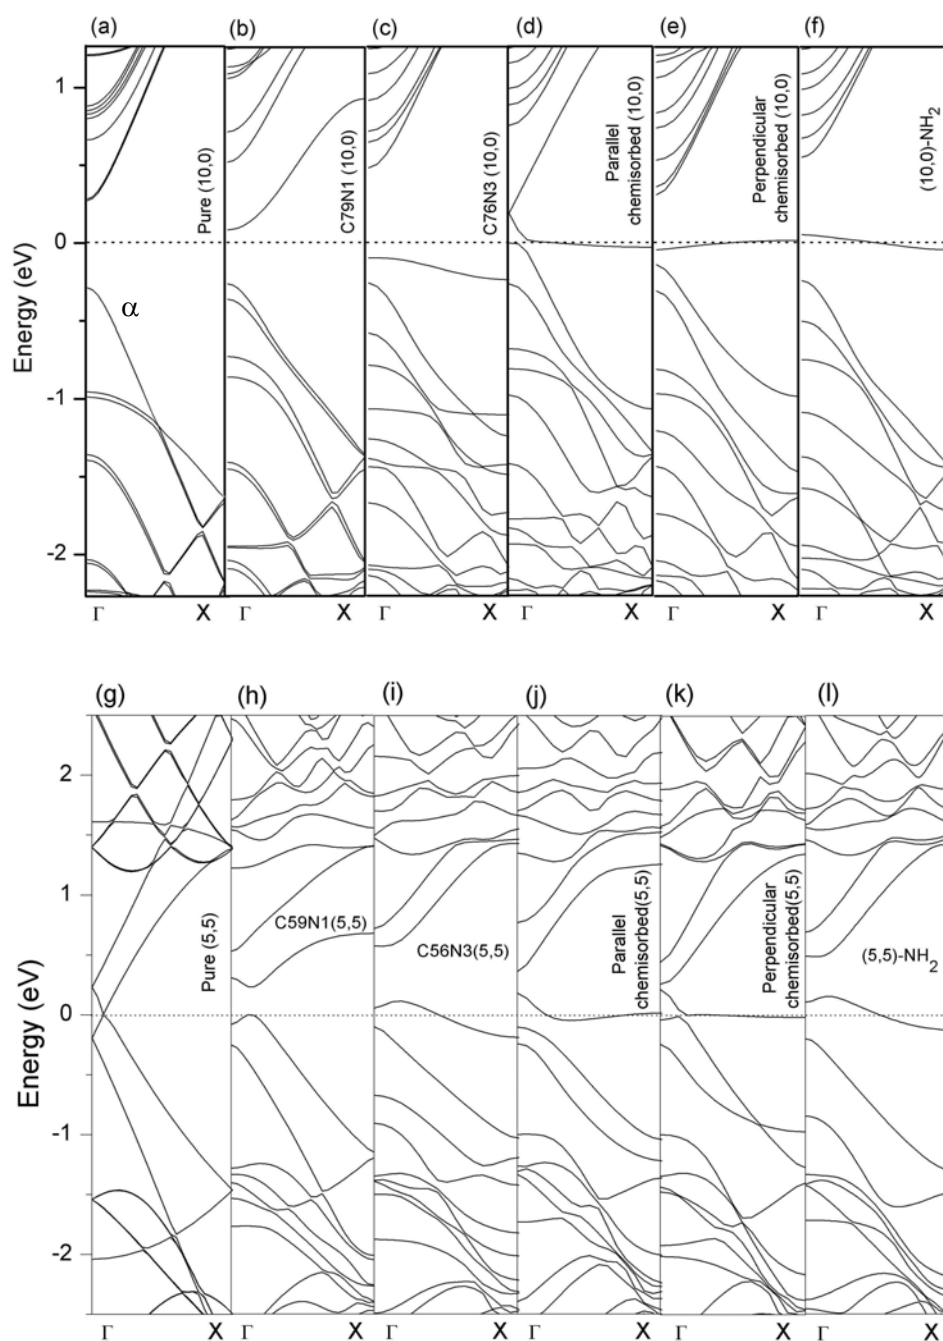 (a) (b) (c) (d) (e) (f)
Energy (eV)
1
0
-1
-2
α
Pure (10,0)
C79N1 (10,0)
C76N3 (10,0)
Parallel
chemisorbed (10,0)
Perpendicular
chemisorbed (10,0)
(10,0)-NH2
Γ X Γ X Γ X Γ X Γ X Γ X
(g) (h) (i) (j) (k) (l)
Energy (eV)
2
1
0
-1
-2
Pure (5,5)
C59N1(5,5)
C56N3(5,5)
Parallel
chemisorbed(5,5)
Perpendicular
chemisorbed(5,5)
(5,5)-NH2
Γ X Γ X Γ X Γ X Γ X Γ X